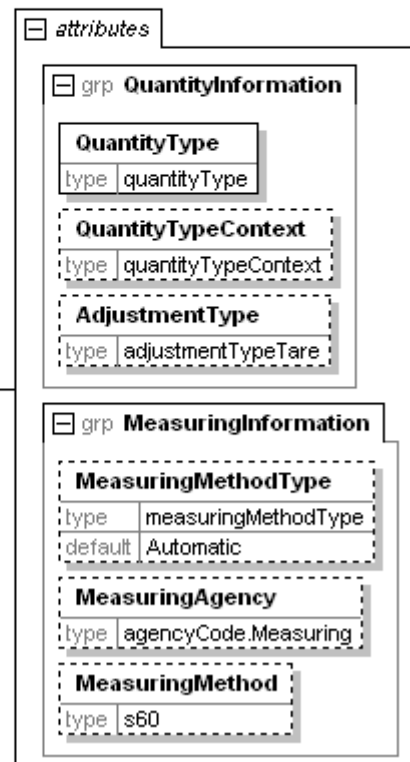 attributes
grp QuantityInformation
QuantityType
type quantityType
QuantityTypeContext
type quantityTypeContext
AdjustmentType
type adjustmentTypeTare
grp MeasuringInformation
MeasuringMethodType
type measuringMethodType
default Automatic
MeasuringAgency
type agencyCode.Measuring
MeasuringMethod
type s60